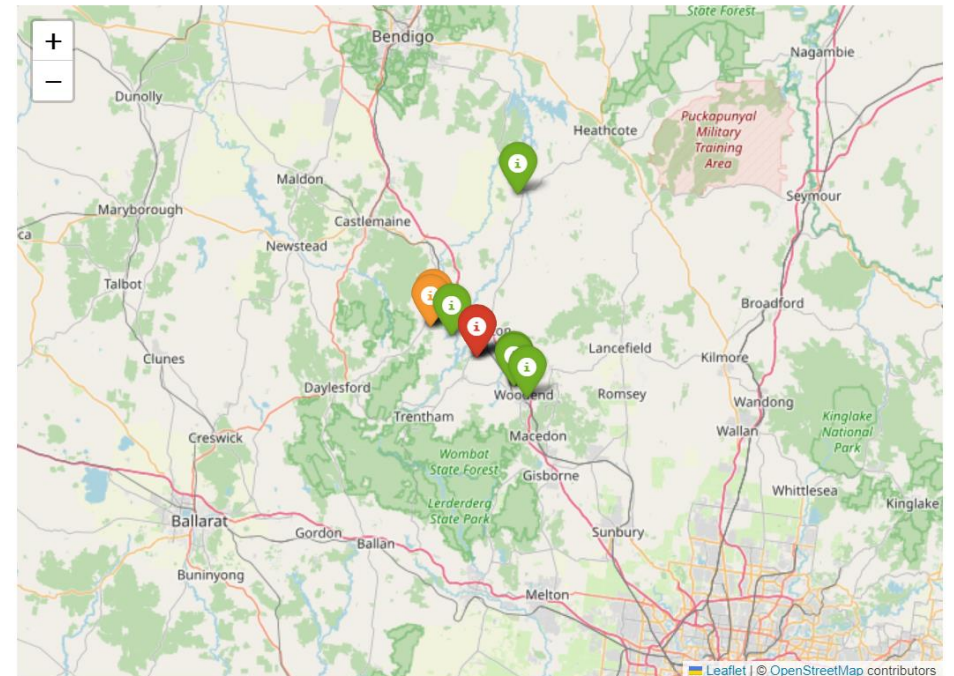 State Forest
+
−
Bendigo
Nagambie
Dunolly
Puckapunyal
Military
Training
Area
Heathcote
Maldon
Seymour
Maryborough
Castlemaine
ca
Newstead
Talbot
Broadford
on
Lancefield
Clunes
Kilmore
Daylesford
Woodend
Romsey
Wandong
Trentham
Kinglake
National
Park
Creswick
Macedon
Wallan
Wombat
State Forest
Gisborne
Whittlesea
Lerderderg
State Park
Kinglake
Ballarat
Gordon
Ballan
Sunbury
Buninyong
Melton
Leaflet | © OpenStreetMap contributors